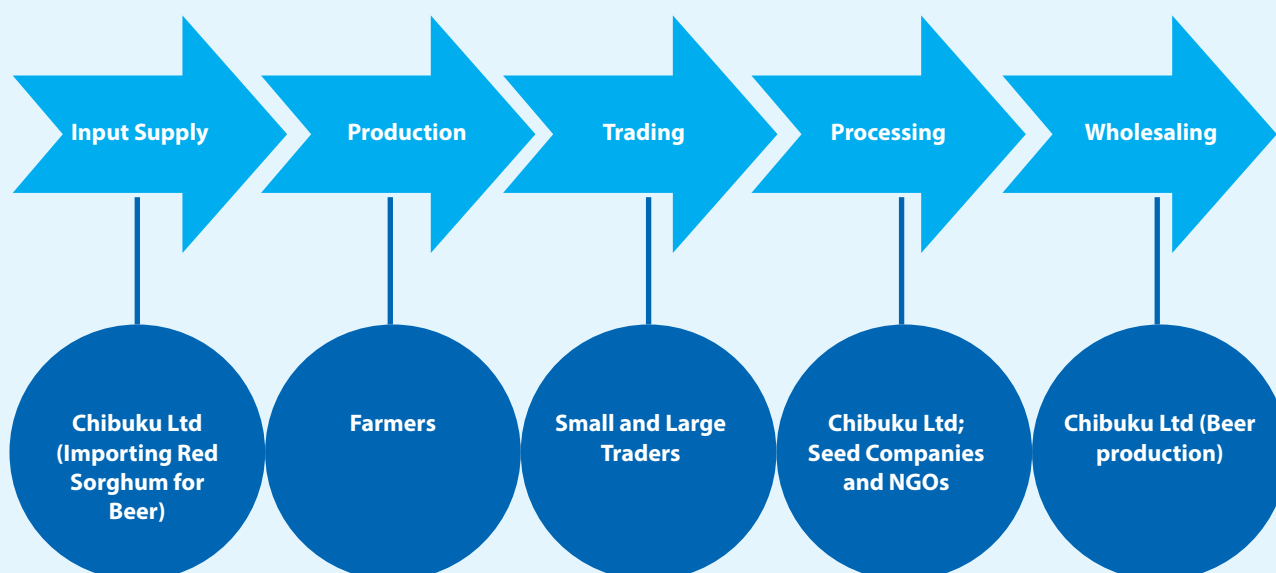 Input Supply
Production
Trading
Processing
Wholesaling
Chibuku Ltd
(Importing Red
Sorghum for
Beer)
Farmers
Small and Large
Traders
Chibuku Ltd;
Seed Companies
and NGOs
Chibuku Ltd (Beer
production)